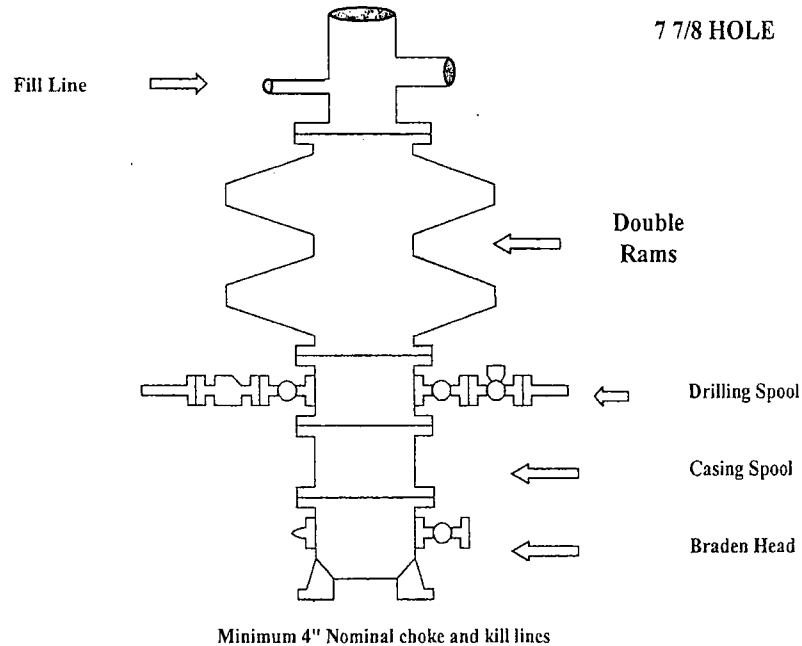 7 7/8 HOLE
Fill Line
Double
Rams
Drilling Spool
Casing Spool
Braden Head
Minimum 4" Nominal choke and kill lines